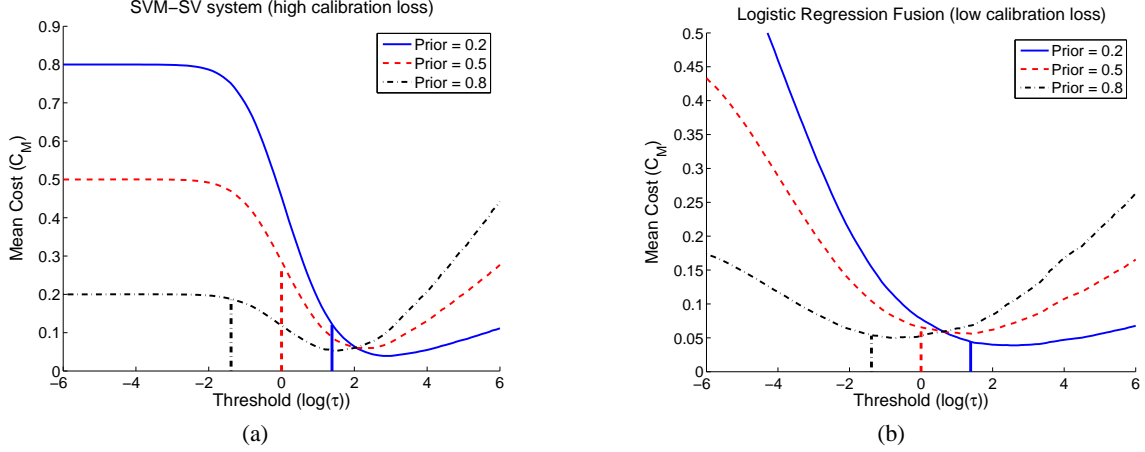 SVM−SV system (high calibration loss)
0.9
0.8
0.7
0.6
0.5
0.4
0.3
0.2
0.1
0
Mean Cost (C_M)
Prior = 0.2
Prior = 0.5
Prior = 0.8
−6 −4 −2 0 2 4 6
Threshold (log(τ))
(a)
Logistic Regression Fusion (low calibration loss)
0.5
0.45
0.4
0.35
0.3
0.25
0.2
0.15
0.1
0.05
0
Mean Cost (C_M)
Prior = 0.2
Prior = 0.5
Prior = 0.8
−6 −4 −2 0 2 4 6
Threshold (log(τ))
(b)